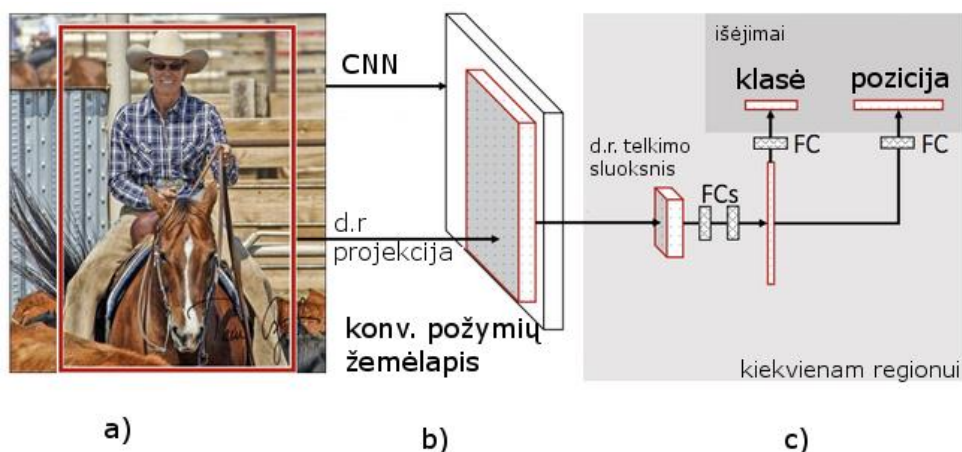 CNN
d.r
projekcija
konv. požymių
žemėlapis
išėjimai
klasė
pozicija
FC
FC
d.r. telkimo
sluoksnis
FCs
kiekvienam regionui
a)
b)
c)